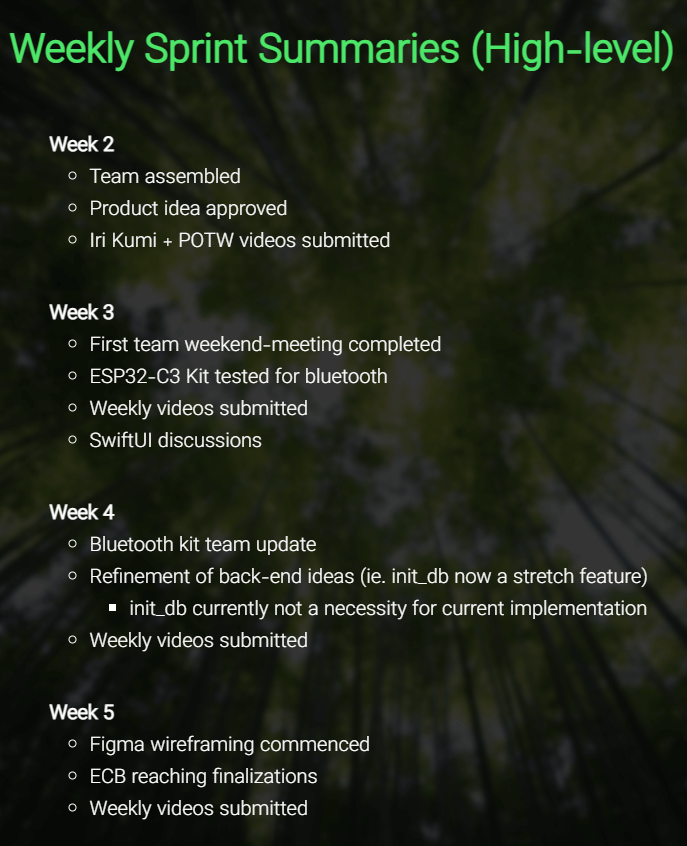 Weekly Sprint Summaries (High-level)
Week 2
Team assembled
Product idea approved
Iri Kumi + POTW videos submitted
Week 3
First team weekend-meeting completed
ESP32-C3 Kit tested for bluetooth
Weekly videos submitted
SwiftUI discussions
Week 4
Bluetooth kit team update
Refinement of back-end ideas (ie. init_db now a stretch feature)
init_db currently not a necessity for current implementation
Weekly videos submitted
Week 5
Figma wireframing commenced
ECB reaching finalizations
Weekly videos submitted